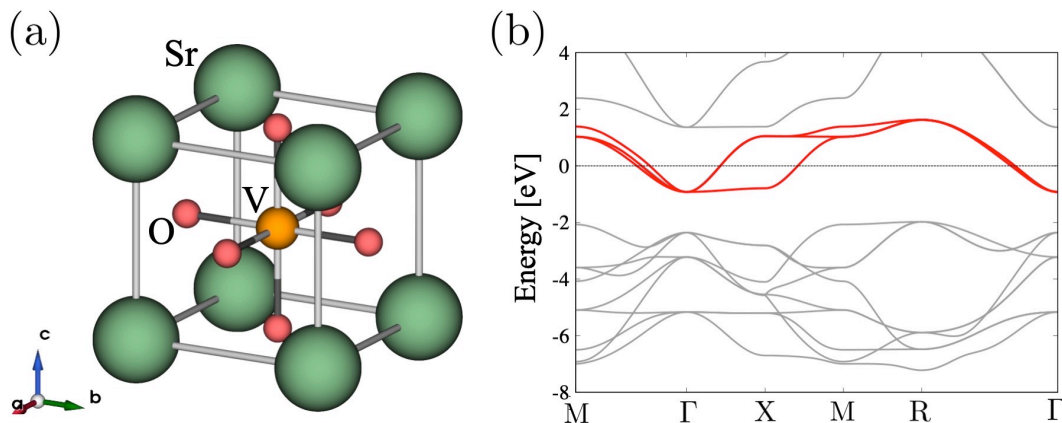 (a)
Sr
V
O
c
b
a
(b)
Energy [eV]
4
2
0
-2
-4
-6
-8
M Γ X M R Γ